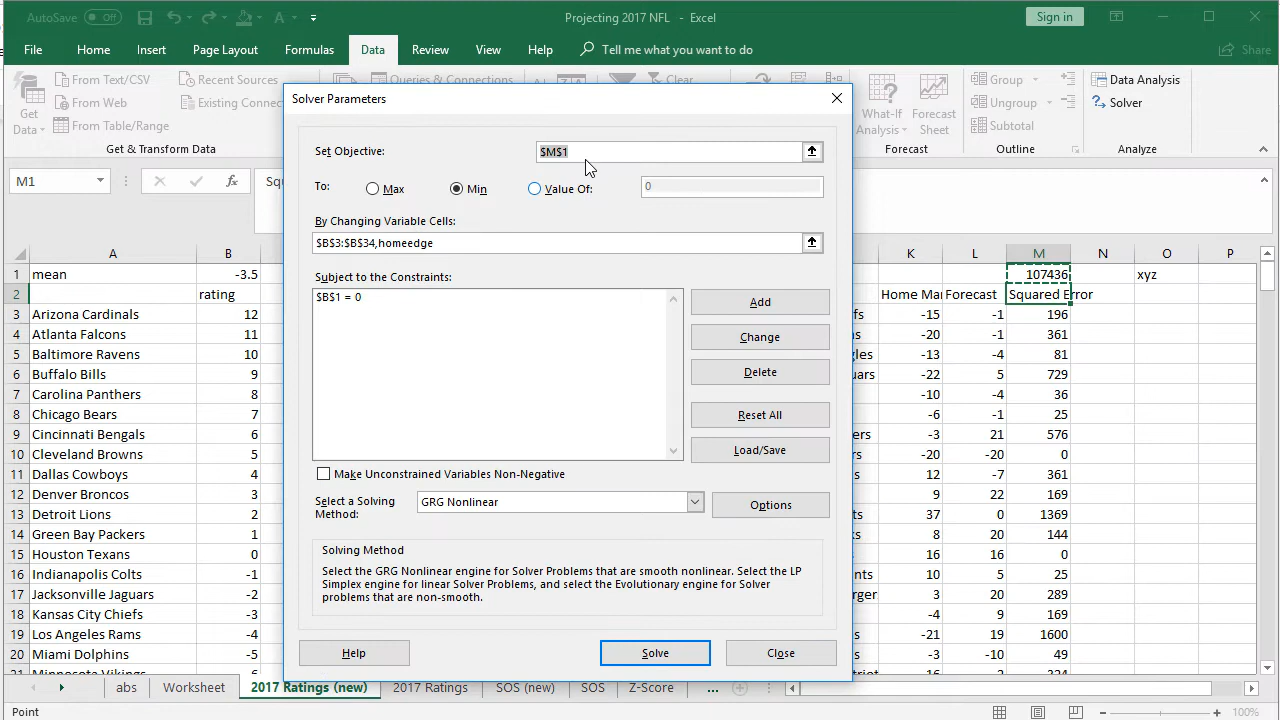 AutoSave Off Projecting 2017 NFL - Excel Sign in
File Home Insert Page Layout Formulas Data Review View Help Tell me what you want to do Share
Get Data
From Text/CSV
From Web
From Table/Range
Recent Sources
Existing Connec
Get & Transform Data
Queries & Connections
Clear
What-If Analysis
Forecast Sheet
Forecast
Group
Ungroup
Subtotal
Outline
Data Analysis
Solver
Analyze
M1 fx Squ
A B K L M N O P
1 mean -3.5 107436 xyz
2 rating Home Mar Forecast Squared Error
3 Arizona Cardinals 12 fs -15 -1 196
4 Atlanta Falcons 11 ns -20 -1 361
5 Baltimore Ravens 10 gles -13 -4 81
6 Buffalo Bills 9 uars -22 5 729
7 Carolina Panthers 8 -10 -4 36
8 Chicago Bears 7 -6 -1 25
9 Cincinnati Bengals 6 ers -3 21 576
10 Cleveland Browns 5 -20 -20 0
11 Dallas Cowboys 4 12 -7 361
12 Denver Broncos 3 9 22 169
13 Detroit Lions 2 ts 37 0 1369
14 Green Bay Packers 1 ks 8 20 144
15 Houston Texans 0 16 16 0
16 Indianapolis Colts -1 nts 10 5 25
17 Jacksonville Jaguars -2 rger 3 20 289
18 Kansas City Chiefs -3 -4 9 169
19 Los Angeles Rams -4 -21 19 1600
20 Miami Dolphins -5 -3 -10 49
21 Minnesota Vikings
Solver Parameters
Set Objective: $M$1
To: Max Min Value Of: 0
By Changing Variable Cells:
$B$3:$B$34,homeedge
Subject to the Constraints:
$B$1 = 0
Add
Change
Delete
Reset All
Load/Save
Make Unconstrained Variables Non-Negative
Select a Solving Method: GRG Nonlinear Options
Solving Method
Select the GRG Nonlinear engine for Solver Problems that are smooth nonlinear. Select the LP
Simplex engine for linear Solver Problems, and select the Evolutionary engine for Solver
problems that are non-smooth.
Help Solve Close
abs Worksheet 2017 Ratings (new) 2017 Ratings SOS (new) SOS Z-Score ...
100%